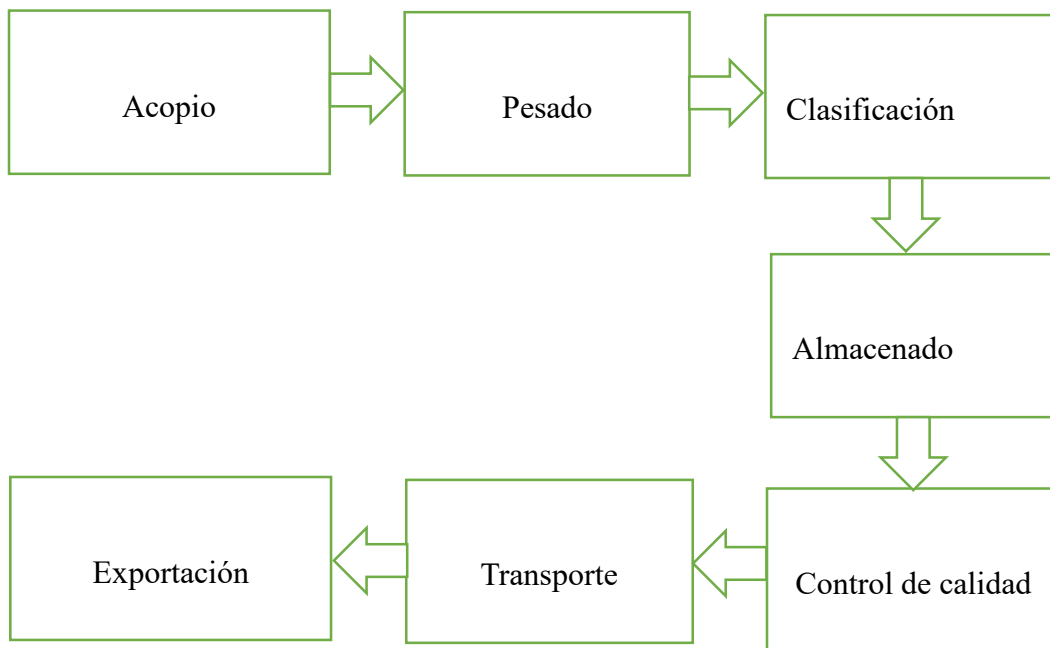 Acopio
Pesado
Clasificación
Almacenado
Control de calidad
Transporte
Exportación